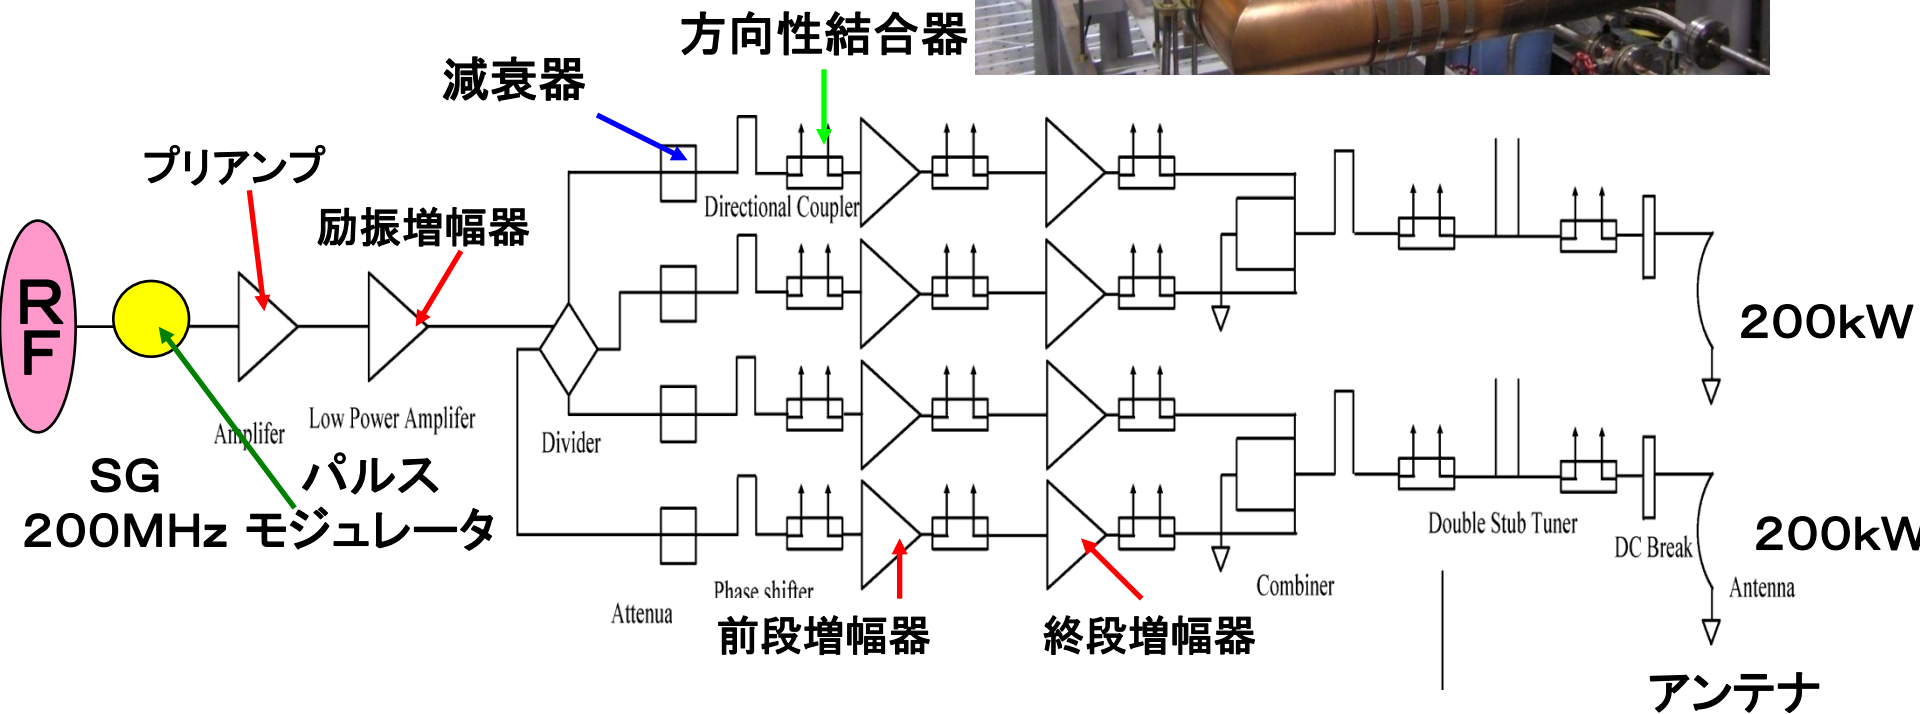 方向性結合器
減衰器
プリアンプ
励振増幅器
Directional Coupler
R
F
200kW
Amplifer
Low Power Amplifer
Divider
SG
パルス
200MHz モジュレータ
Double Stub Tuner
DC Break
200kW
Phase shifter
Combiner
Antenna
Attenua
前段増幅器
終段増幅器
アンテナ